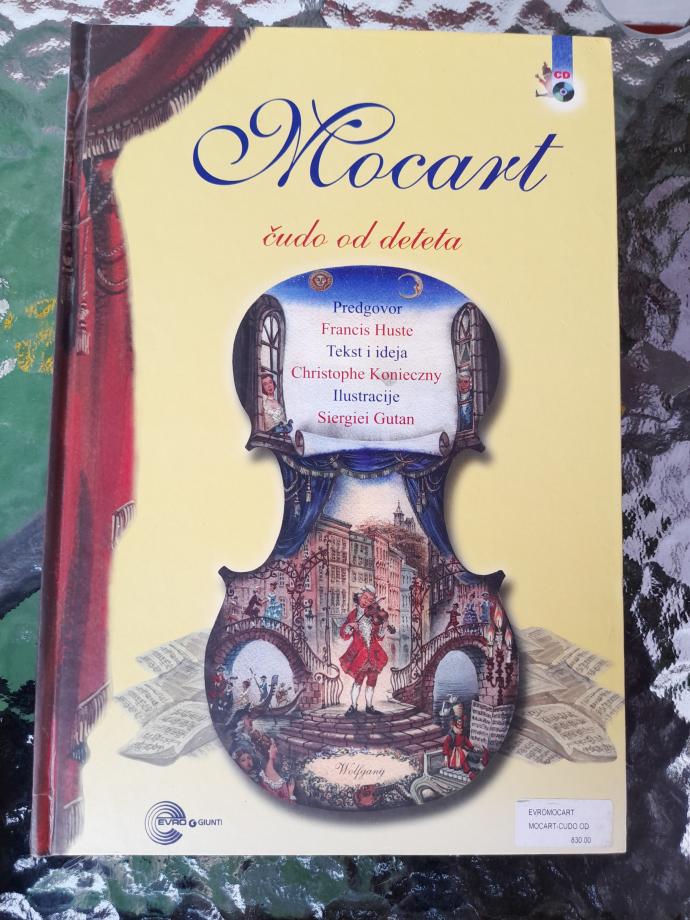 CD
Mocart
čudo od deteta
Predgovor
Francis Huste
Tekst i ideja
Christophe Konieczny
Ilustracije
Siergiei Gutan
Wolfgang
EVRO GIUNTI
EVROMOCART
MOCART-CUDO OD
830.00